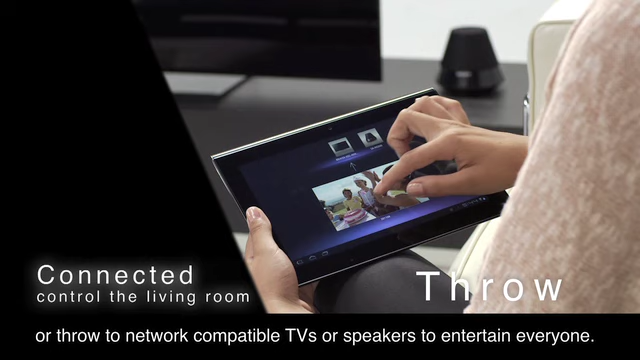 Connected
control the living room
Throw
or throw to network compatible TVs or speakers to entertain everyone.